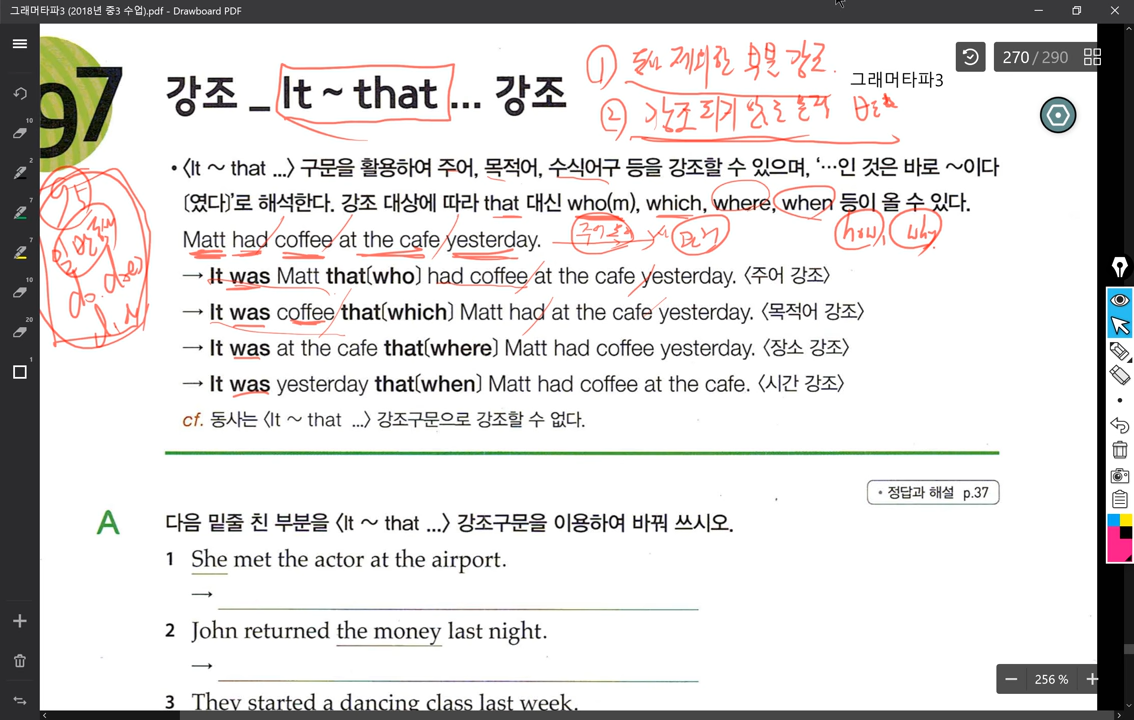 그래머타파3 (2018년 중3 수업).pdf - Drawboard PDF
270 / 290
97 강조 _ It ~ that ... 강조
① 동사 제외한 부분 강조
그래머타파3
② 강조되기
• 〈It ~ that ...〉 구문을 활용하여 주어, 목적어, 수식어구 등을 강조할 수 있으며, ‘…인 것은 바로 ~이다
〔였다〕’로 해석한다. 강조 대상에 따라 that 대신 who(m), which, where, when 등이 올 수 있다.
how, why
Matt had coffee at the cafe yesterday.
→ It was Matt that〔who〕 had coffee at the cafe yesterday. 〈주어 강조〉
→ It was coffee that〔which〕 Matt had at the cafe yesterday. 〈목적어 강조〉
→ It was at the cafe that〔where〕 Matt had coffee yesterday. 〈장소 강조〉
→ It was yesterday that〔when〕 Matt had coffee at the cafe. 〈시간 강조〉
cf. 동사는 〈It ~ that ...〉 강조구문으로 강조할 수 없다.
do. does
did
• 정답과 해설 p.37
A 다음 밑줄 친 부분을 〈It ~ that ...〉 강조구문을 이용하여 바꿔 쓰시오.
1 She met the actor at the airport.
→
2 John returned the money last night.
→
3 They started a dancing class last week.
256 %
10
2
7
7
10
20
1